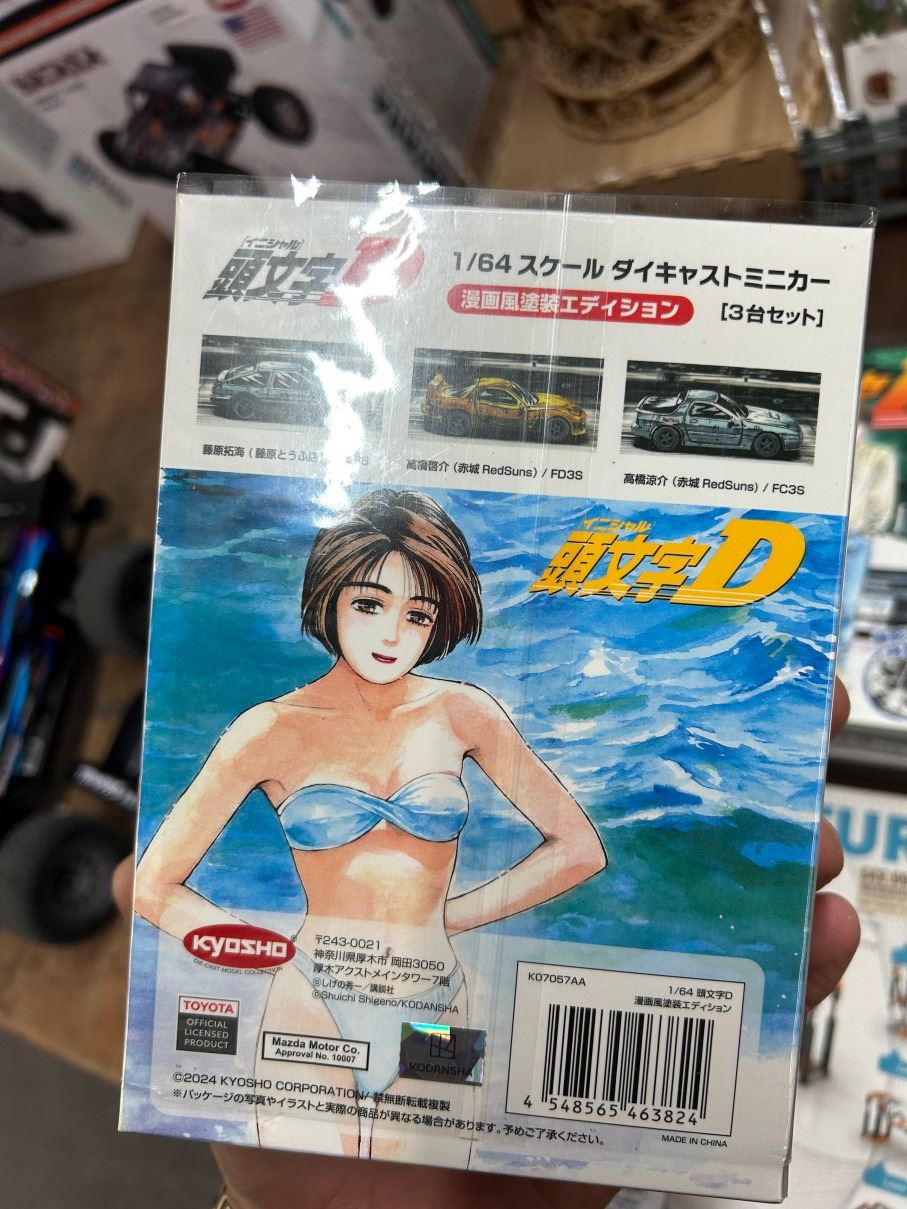 [イニシャル]
頭文字D
1/64 スケール ダイキャストミニカー
漫画風塗装エディション
[3台セット]
藤原拓海 (藤原とうふ店
高橋啓介 (赤城 RedSuns) / FD3S
高橋涼介 (赤城 RedSuns) / FC3S
[イニシャル]
頭文字D
KYOSHO
DIE-CAST MODEL COLLECTION
〒243-0021
神奈川県厚木市 岡田3050
厚木アクストメインタワー7階
©しげの秀一/講談社
©Shuichi Shigeno/KODANSHA
TOYOTA
OFFICIAL
LICENSED
PRODUCT
Mazda Motor Co.
Approval No. 10007
KODANSHA
©2024 KYOSHO CORPORATION/ 禁無断転載複製
※パッケージの写真やイラストと実際の商品が異なる場合があります。予めご了承ください。
K07057AA
1/64 頭文字D
漫画風塗装エディション
4 548565 463824
MADE IN CHINA